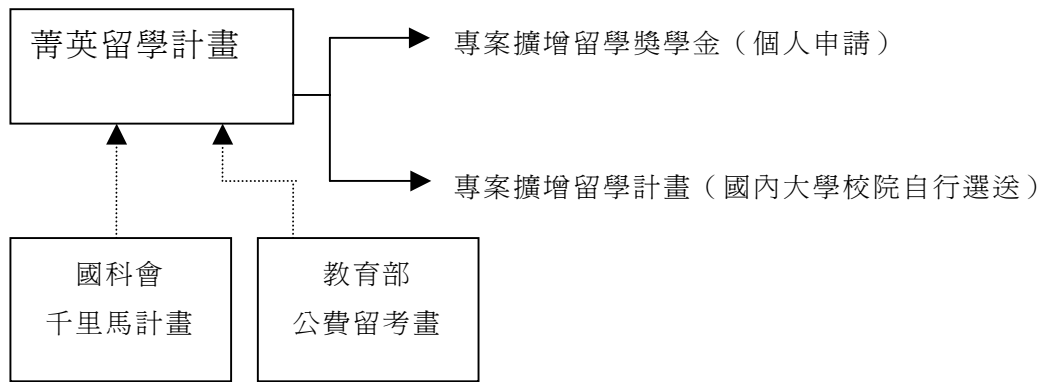 菁英留學計畫
專案擴增留學獎學金（個人申請）
專案擴增留學計畫（國內大學校院自行選送）
國科會
千里馬計畫
教育部
公費留考畫